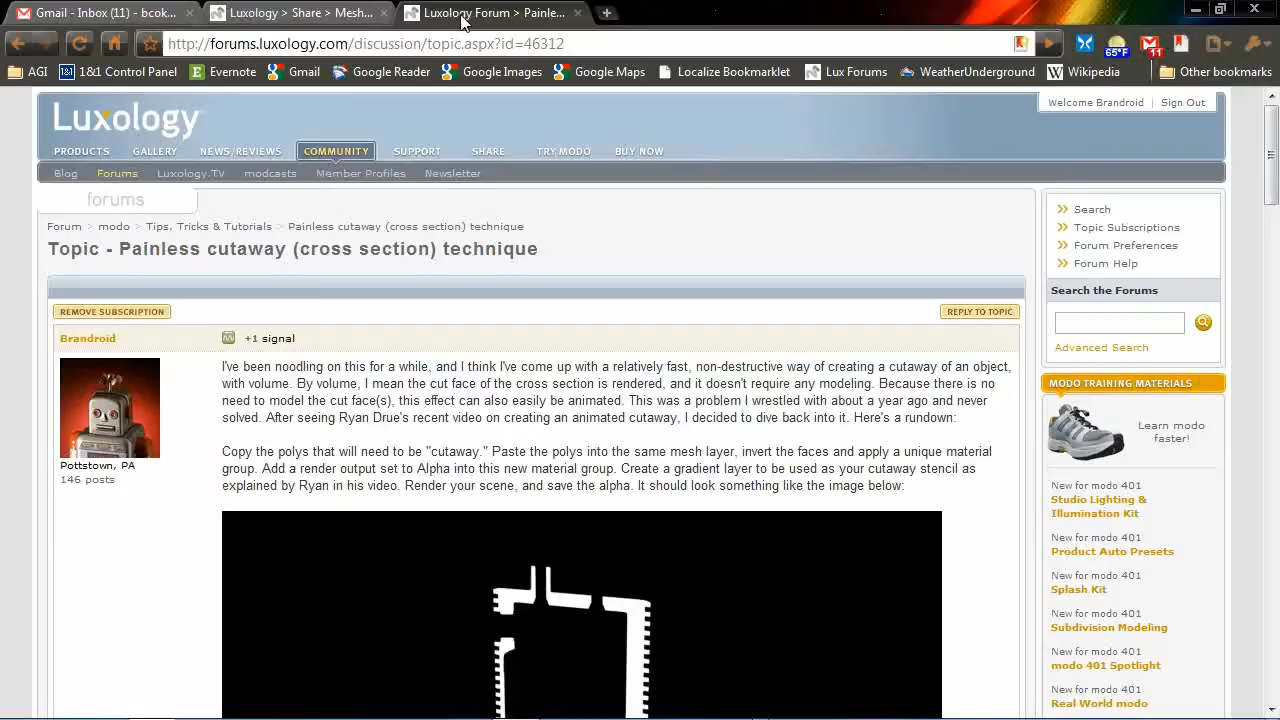 Gmail - Inbox (11) - bcok...
Luxology > Share > Mesh...
Luxology Forum > Painle...
http://forums.luxology.com/discussion/topic.aspx?id=46312
65°F
11
AGI
1&1 Control Panel
Evernote
Gmail
Google Reader
Google Images
Google Maps
Localize Bookmarklet
Lux Forums
WeatherUnderground
Wikipedia
Other bookmarks
Luxology
Welcome Brandroid | Sign Out
PRODUCTS GALLERY NEWS/REVIEWS COMMUNITY SUPPORT SHARE TRY MODO BUY NOW
Blog Forums Luxology.TV modcasts Member Profiles Newsletter
forums
Forum > modo > Tips, Tricks & Tutorials > Painless cutaway (cross section) technique
Topic - Painless cutaway (cross section) technique
REMOVE SUBSCRIPTION
REPLY TO TOPIC
Brandroid
+1 signal
Pottstown, PA
146 posts
I've been noodling on this for a while, and I think I've come up with a relatively fast, non-destructive way of creating a cutaway of an object,
with volume. By volume, I mean the cut face of the cross section is rendered, and it doesn't require any modeling. Because there is no
need to model the cut face(s), this effect can also easily be animated. This was a problem I wrestled with about a year ago and never
solved. After seeing Ryan Drue's recent video on creating an animated cutaway, I decided to dive back into it. Here's a rundown:
Copy the polys that will need to be "cutaway." Paste the polys into the same mesh layer, invert the faces and apply a unique material
group. Add a render output set to Alpha into this new material group. Create a gradient layer to be used as your cutaway stencil as
explained by Ryan in his video. Render your scene, and save the alpha. It should look something like the image below:
Search
Topic Subscriptions
Forum Preferences
Forum Help
Search the Forums
Advanced Search
MODO TRAINING MATERIALS
Learn modo
faster!
New for modo 401
Studio Lighting &
Illumination Kit
New for modo 401
Product Auto Presets
New for modo 401
Splash Kit
New for modo 401
Subdivision Modeling
New for modo 401
modo 401 Spotlight
New for modo 401
Real World modo